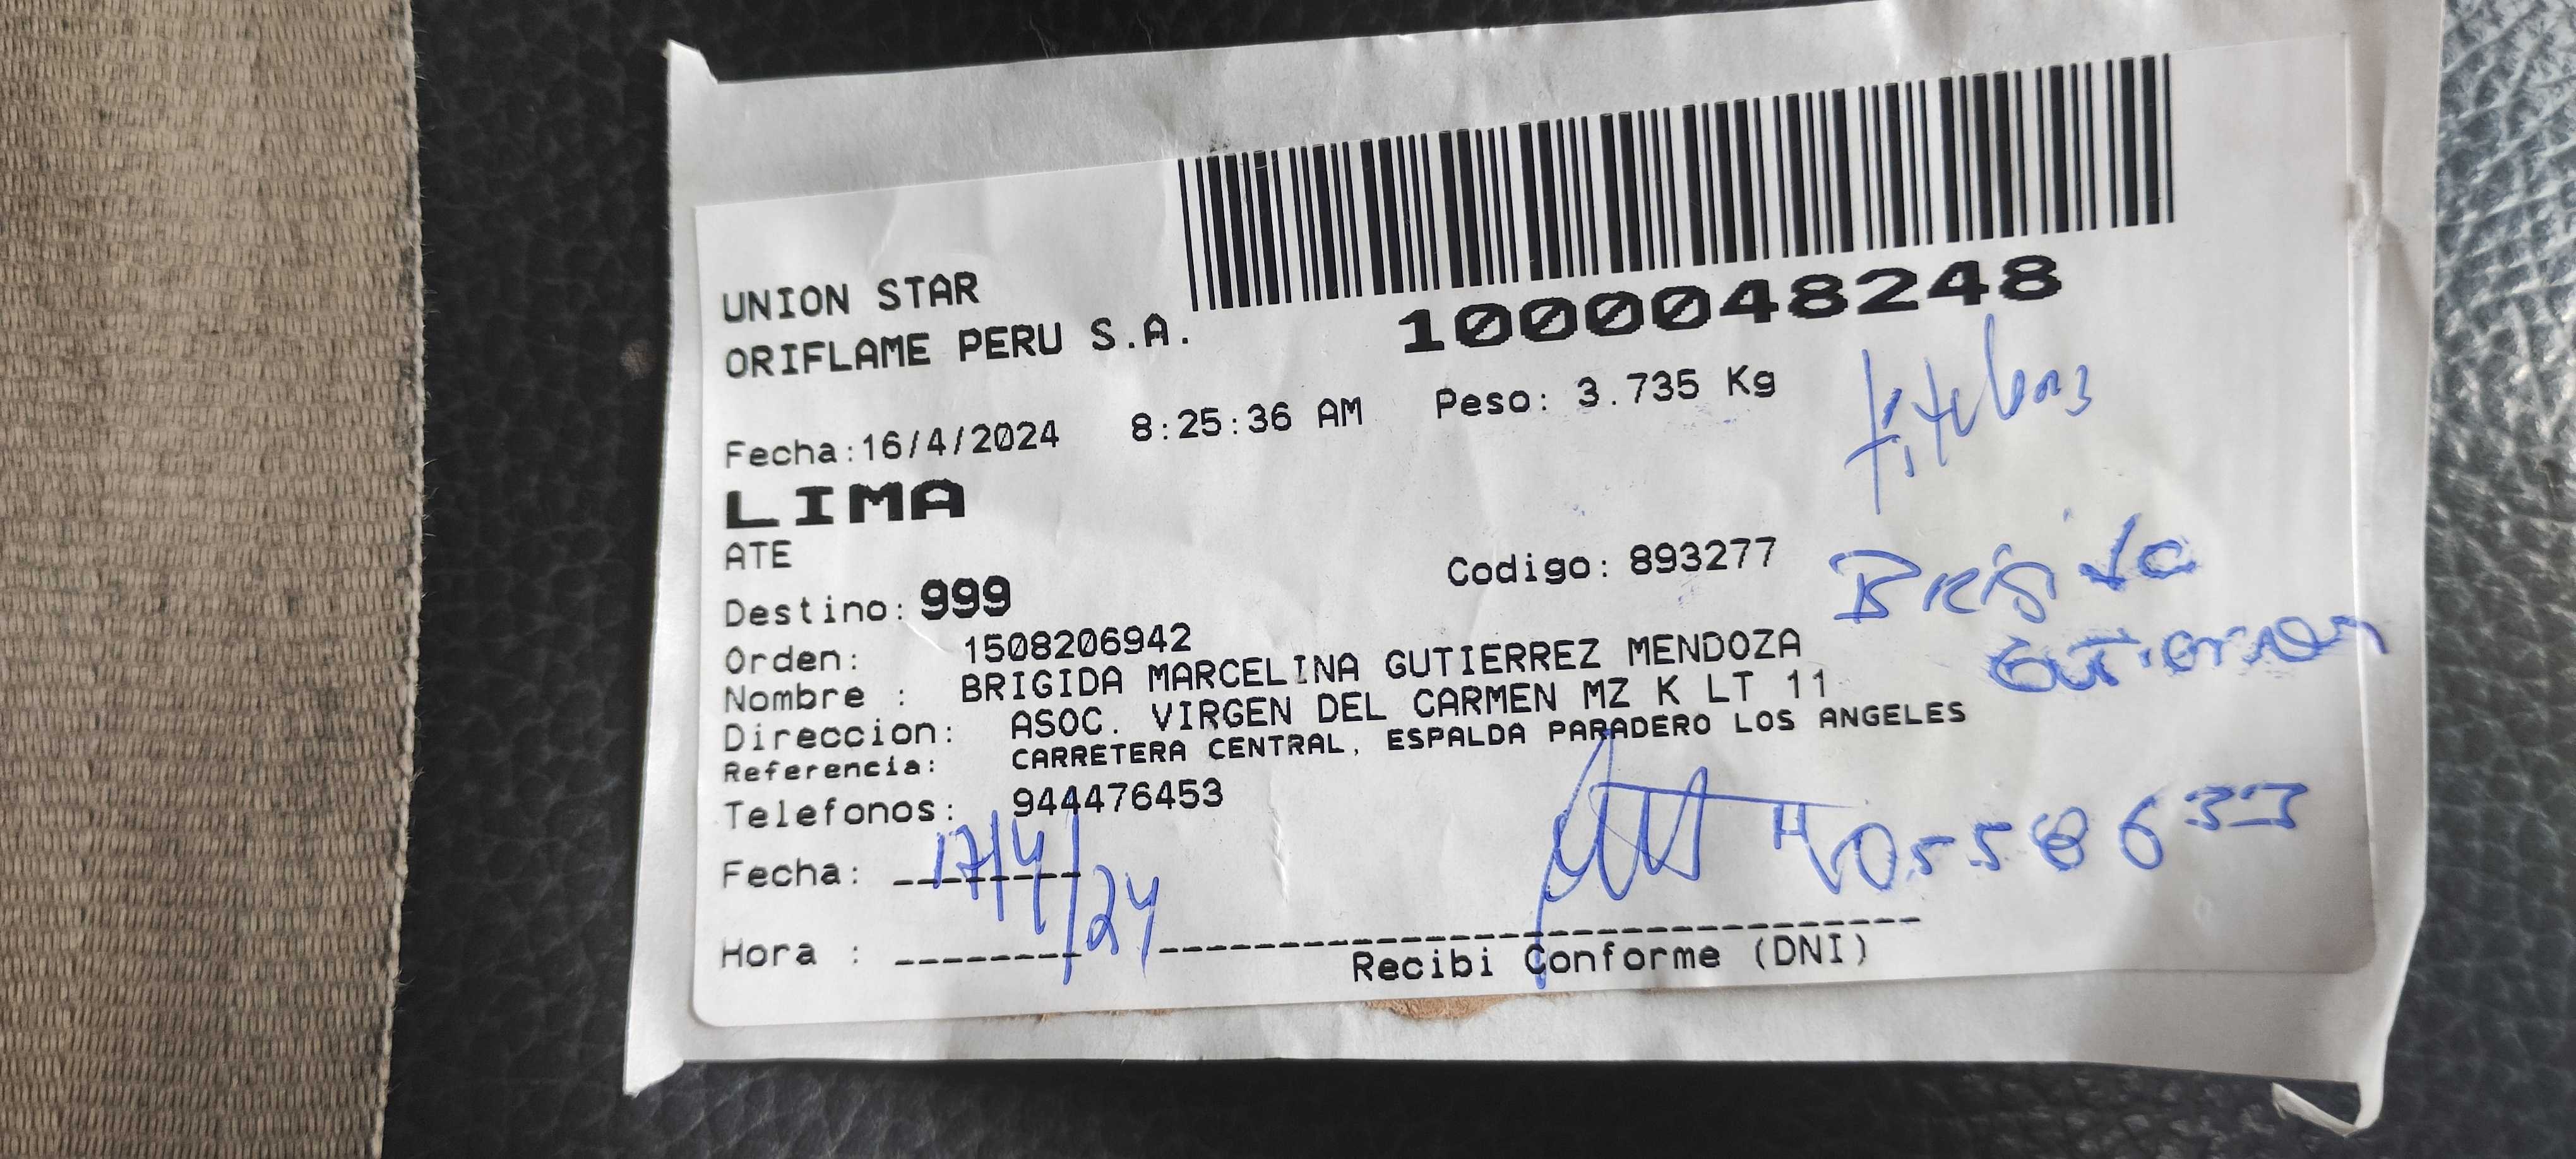 UNION STAR
ORIFLAME PERU S.A.
1000048248
Fecha:16/4/2024 8:25:36 AM Peso: 3.735 Kg
LIMA
ATE
Codigo: 893277
Destino: 999
Orden: 1508206942
Nombre : BRIGIDA MARCELINA GUTIERREZ MENDOZA
Direccion: ASOC. VIRGEN DEL CARMEN MZ K LT 11
Referencia: CARRETERA CENTRAL, ESPALDA PARADERO LOS ANGELES
Telefonos: 944476453
Brigida
Gutierrez
Fecha: 17/4/24
Hora :
Recibi Conforme (DNI)